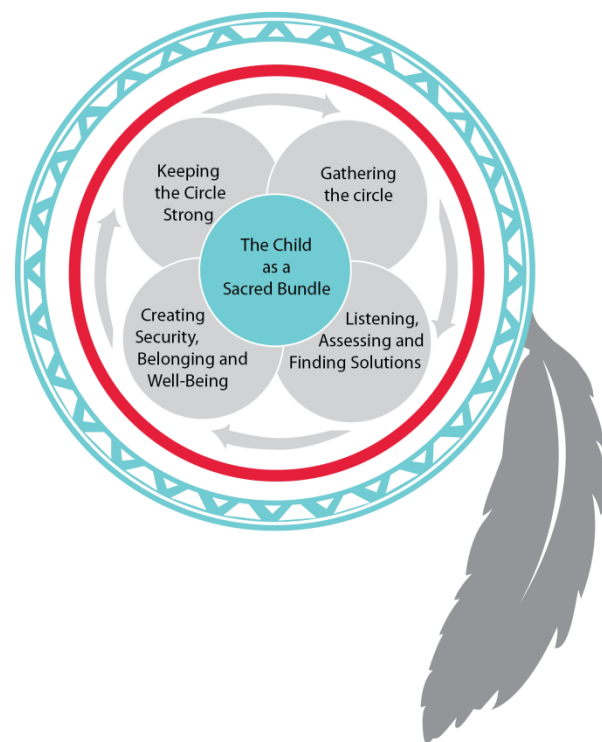 Keeping
the Circle
Strong
Gathering
the circle
The Child
as a
Sacred Bundle
Creating
Security,
Belonging and
Well-Being
Listening,
Assessing and
Finding Solutions